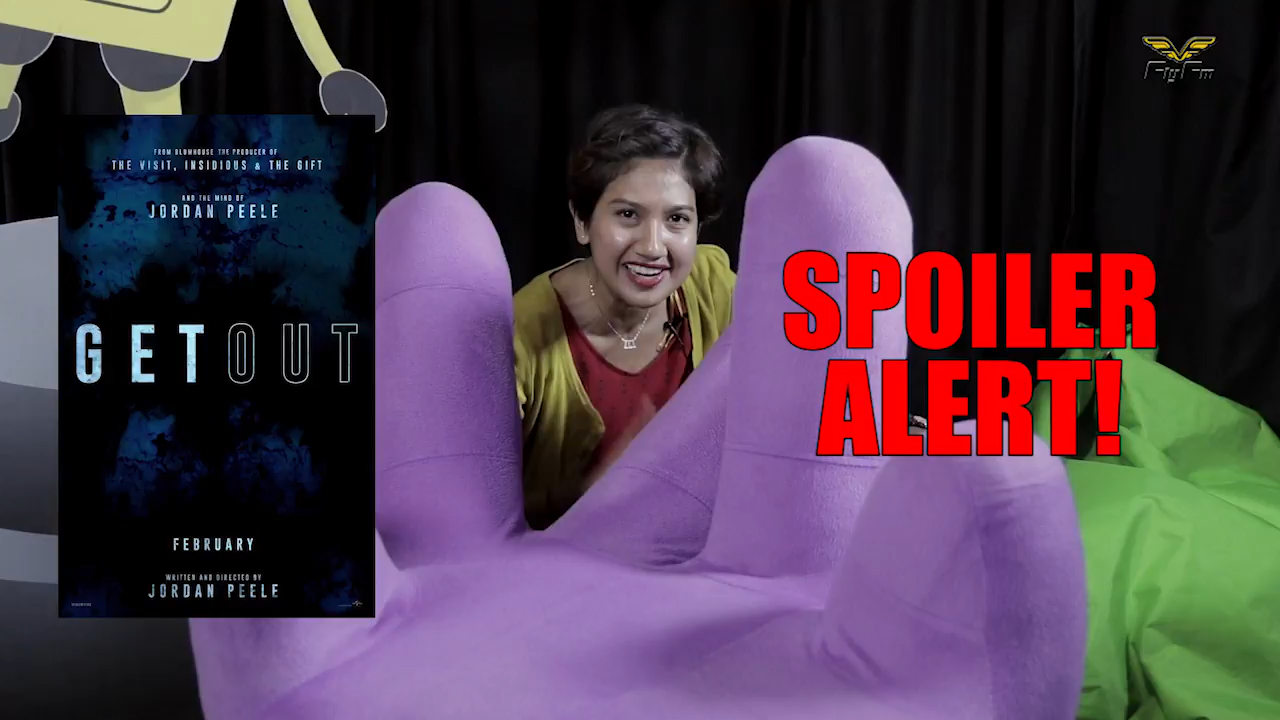 FlyFm
FROM BLUMHOUSE THE PRODUCER OF
THE VISIT, INSIDIOUS & THE GIFT
AND THE MIND OF
JORDAN PEELE
GET OUT
FEBRUARY
WRITTEN AND DIRECTED BY
JORDAN PEELE
SPOILER
ALERT!